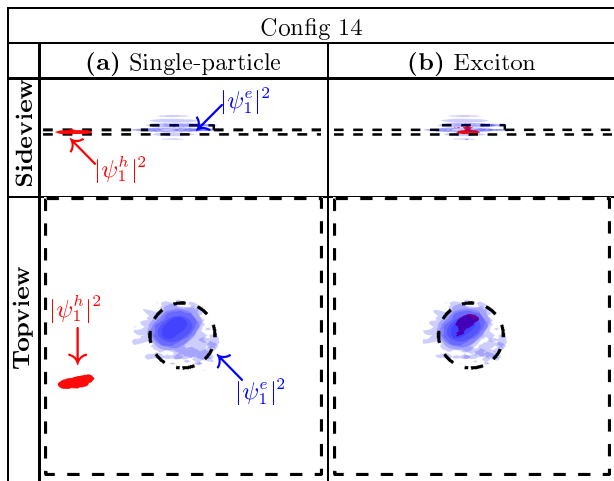 Config 14
(a) Single-particle
(b) Exciton
Sideview
|ψ₁ᵉ|²
|ψ₁ʰ|²
Topview
|ψ₁ʰ|²
|ψ₁ᵉ|²